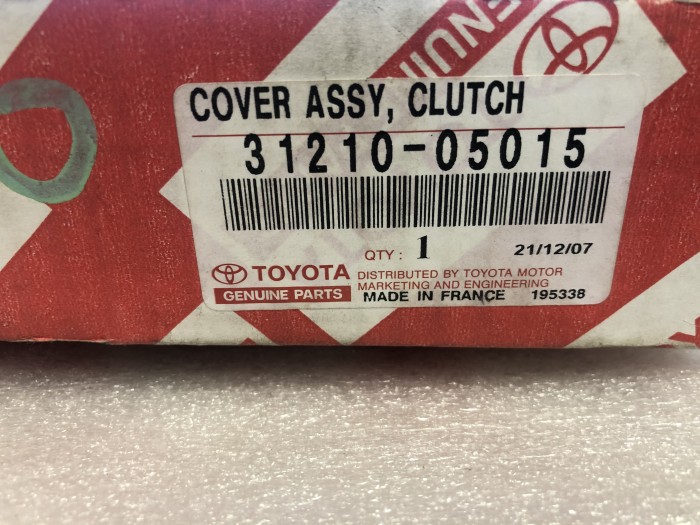 GENUIN
COVER ASSY, CLUTCH
31210-05015
QTY : 1 21/12/07
TOYOTA
GENUINE PARTS
DISTRIBUTED BY TOYOTA MOTOR
MARKETING AND ENGINEERING
MADE IN FRANCE 195338